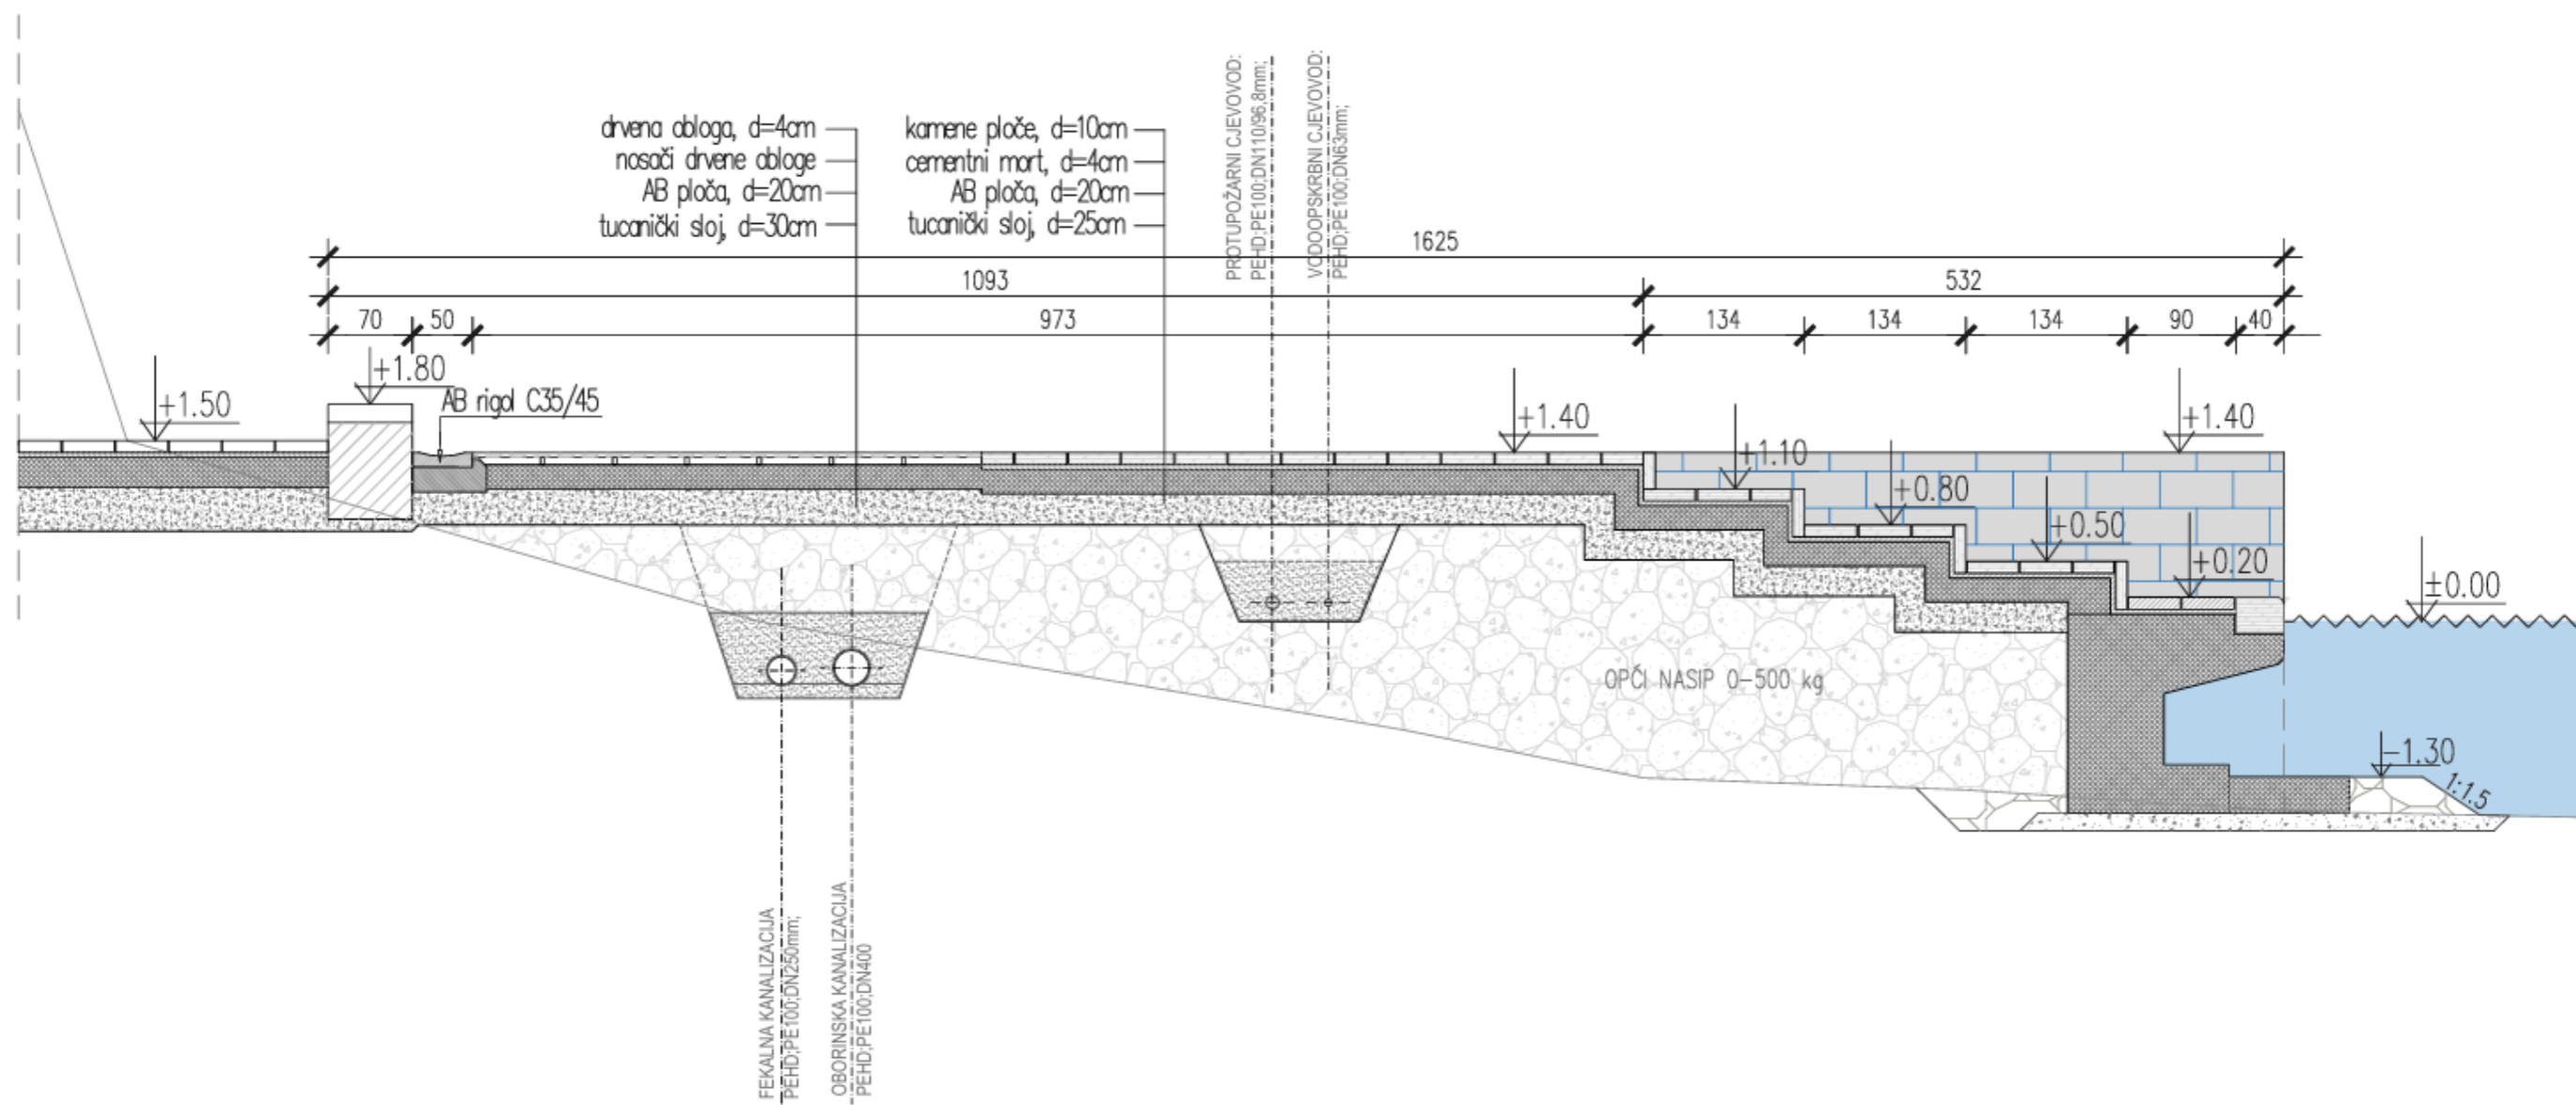 drvena obloga, d=4cm
nosači drvene obloge
AB ploča, d=20cm
tucanički sloj, d=30cm
kamene ploče, d=10cm
cementni mort, d=4cm
AB ploča, d=20cm
tucanički sloj, d=25cm
PROTUPOŽARNI CJEVOVOD:
PEHD;PE100;DN110/96,8mm;
VODOOPSKRBNI CJEVOVOD:
PEHD;PE100;DN63mm;
1625
1093
532
70
50
973
134
134
134
90
40
+1.50
+1.80
AB rigol C35/45
+1.40
+1.10
+0.80
+0.50
+0.20
+1.40
±0.00
OPĆI NASIP 0-500 kg
-1.30
1:1.5
FEKALNA KANALIZACIJA
PEHD;PE100;DN250mm;
OBORINSKA KANALIZACIJA
PEHD;PE100;DN400